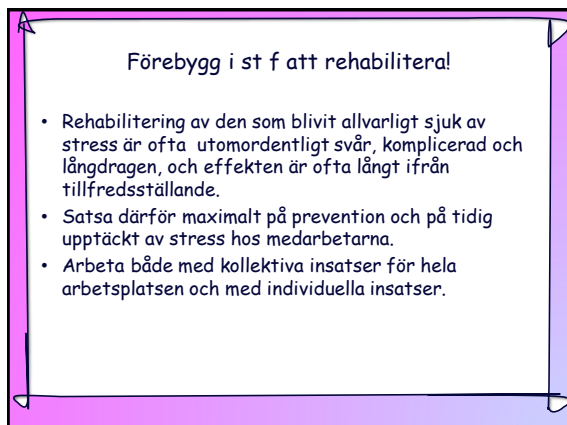 Förebygg i st f att rehabilitera!
• Rehabilitering av den som blivit allvarligt sjuk av
stress är ofta utomordentligt svår, komplicerad och
långdragen, och effekten är ofta långt ifrån
tillfredsställande.
• Satsa därför maximalt på prevention och på tidig
upptäckt av stress hos medarbetarna.
• Arbeta både med kollektiva insatser för hela
arbetsplatsen och med individuella insatser.